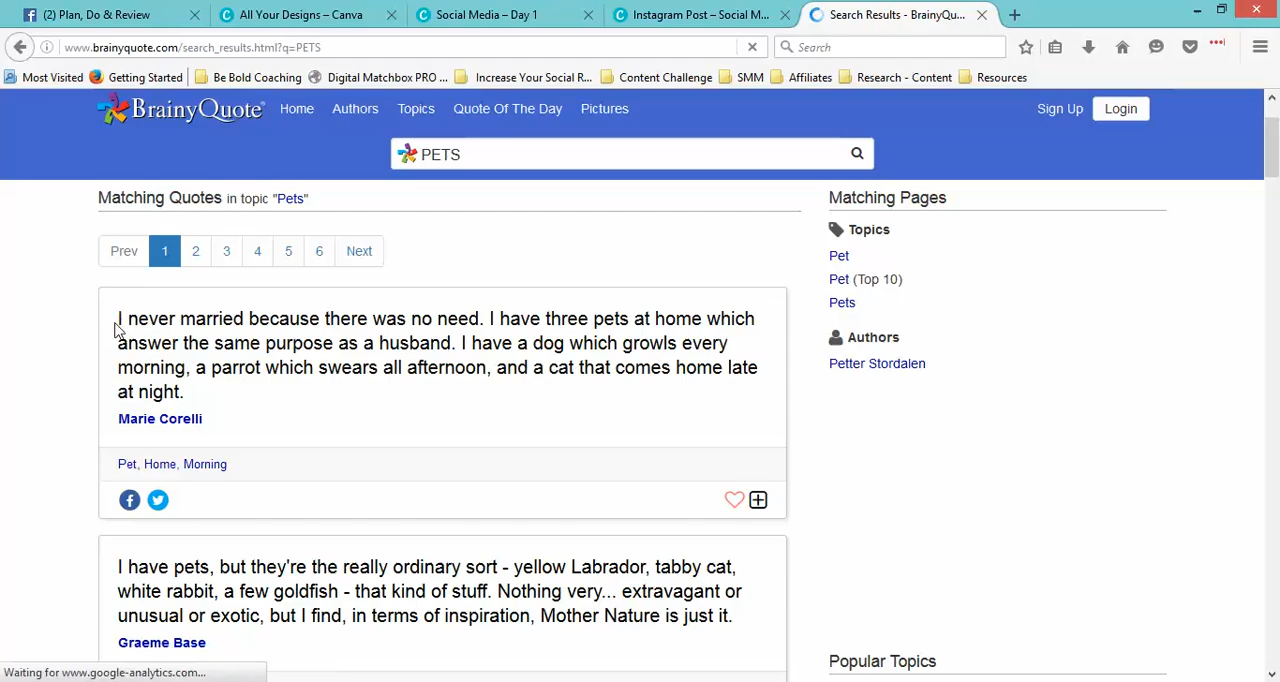 (2) Plan, Do & Review
All Your Designs – Canva
Social Media – Day 1
Instagram Post – Social M...
Search Results - BrainyQuo...
www.brainyquote.com/search_results.html?q=PETS
Search
Most Visited
Getting Started
Be Bold Coaching
Digital Matchbox PRO ...
Increase Your Social R...
Content Challenge
SMM
Affiliates
Research - Content
Resources
BrainyQuote
Home
Authors
Topics
Quote Of The Day
Pictures
Sign Up
Login
PETS
Matching Quotes in topic "Pets"
Prev 1 2 3 4 5 6 Next
I never married because there was no need. I have three pets at home which
answer the same purpose as a husband. I have a dog which growls every
morning, a parrot which swears all afternoon, and a cat that comes home late
at night.
Marie Corelli
Pet, Home, Morning
I have pets, but they're the really ordinary sort - yellow Labrador, tabby cat,
white rabbit, a few goldfish - that kind of stuff. Nothing very... extravagant or
unusual or exotic, but I find, in terms of inspiration, Mother Nature is just it.
Graeme Base
Matching Pages
Topics
Pet
Pet (Top 10)
Pets
Authors
Petter Stordalen
Popular Topics
Waiting for www.google-analytics.com...